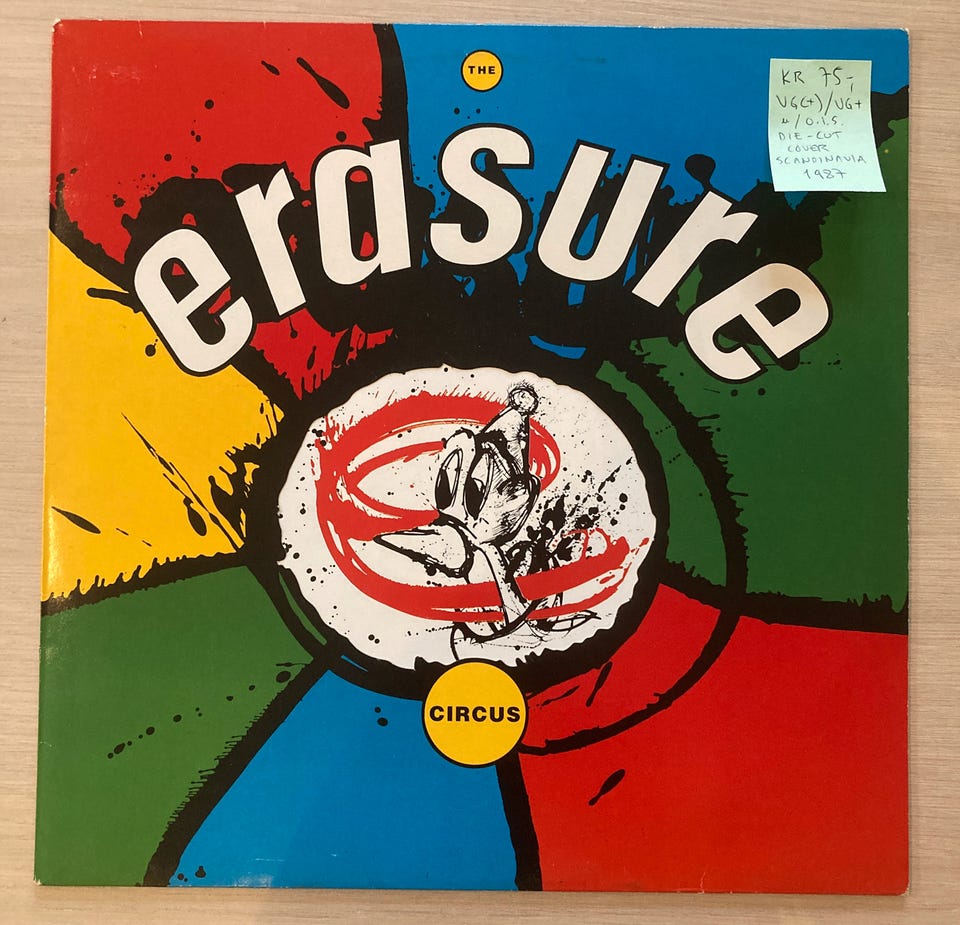 THE
erasure
CIRCUS
KR 75,-
VG(+)/VG+
w/ O.I.S.
DIE-CUT
COVER
SCANDINAVIA
1987